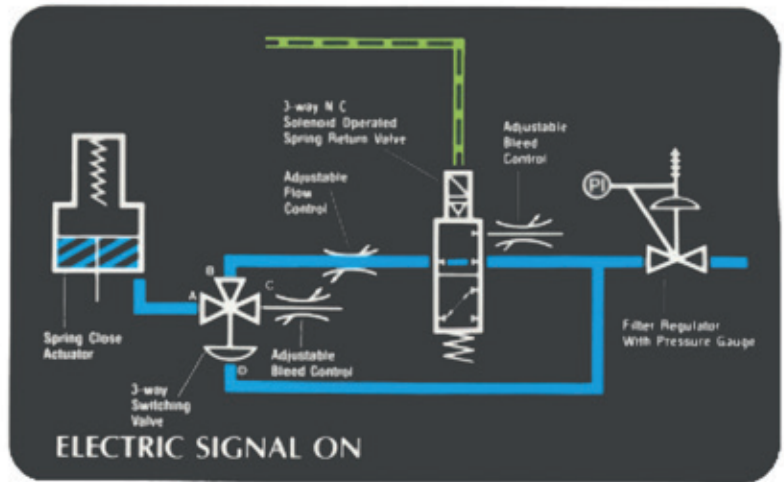 3-way N C
Solenoid Operated
Spring Return Valve
Adjustable
Bleed
Control
Adjustable
Flow
Control
PI
B
A
C
D
Spring Close
Actuator
Adjustable
Bleed Control
Filter Regulator
With Pressure Gauge
3-way
Switching
Valve
ELECTRIC SIGNAL ON